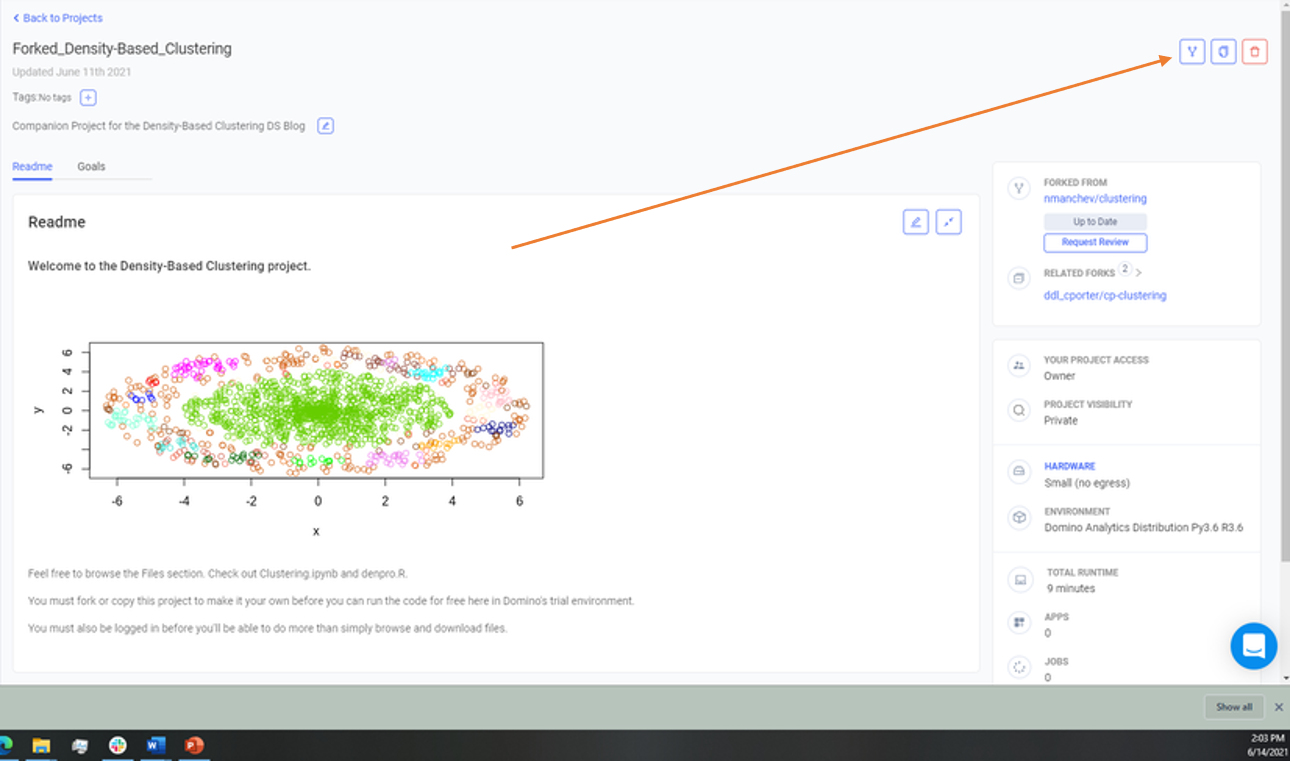 Back to Projects
Forked_Density-Based_Clustering
Updated June 11th 2021
Tags:No tags
Companion Project for the Density-Based Clustering DS Blog
Readme Goals
Readme
Welcome to the Density-Based Clustering project.
6
4
2
0
-2
-6
y
-6 -4 -2 0 2 4 6
x
Feel free to browse the Files section. Check out Clustering.ipynb and denpro.R.
You must fork or copy this project to make it your own before you can run the code for free here in Domino's trial environment.
You must also be logged in before you'll be able to do more than simply browse and download files.
FORKED FROM
nmanchev/clustering
Up to Date
Request Review
RELATED FORKS 2
ddl_cporter/cp-clustering
YOUR PROJECT ACCESS
Owner
PROJECT VISIBILITY
Private
HARDWARE
Small (no egress)
ENVIRONMENT
Domino Analytics Distribution Py3.6 R3.6
TOTAL RUNTIME
9 minutes
APPS
0
JOBS
0
Show all
W P
2:03 PM
6/14/2021